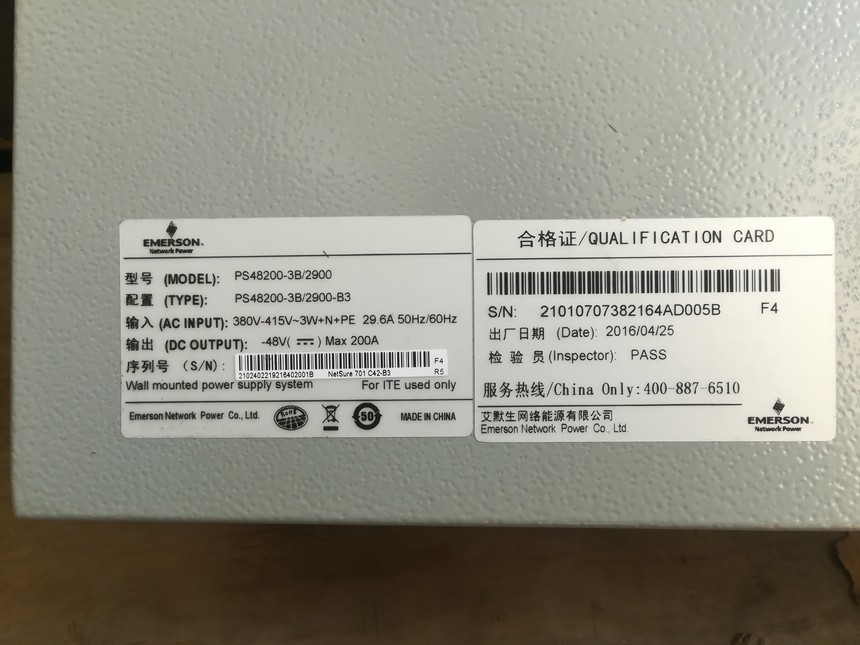 EMERSON
Network Power
型号 (MODEL): PS48200-3B/2900
配置 (TYPE): PS48200-3B/2900-B3
输入 (AC INPUT): 380V-415V~3W+N+PE 29.6A 50Hz/60Hz
输出 (DC OUTPUT): -48V( ⎓ ) Max 200A
序列号 (S/N):
F4
2102402219216402001B NetSure 701 C42-B3 R5
Wall mounted power supply system For ITE used only
Emerson Network Power Co., Ltd. RoHS 50 MADE IN CHINA
合格证/QUALIFICATION CARD
S/N: 21010707382164AD005B F4
出厂日期 (Date): 2016/04/25
检 验 员 (Inspector): PASS
服务热线/China Only:400-887-6510
艾默生网络能源有限公司
Emerson Network Power Co., Ltd.
EMERSON
Network Power